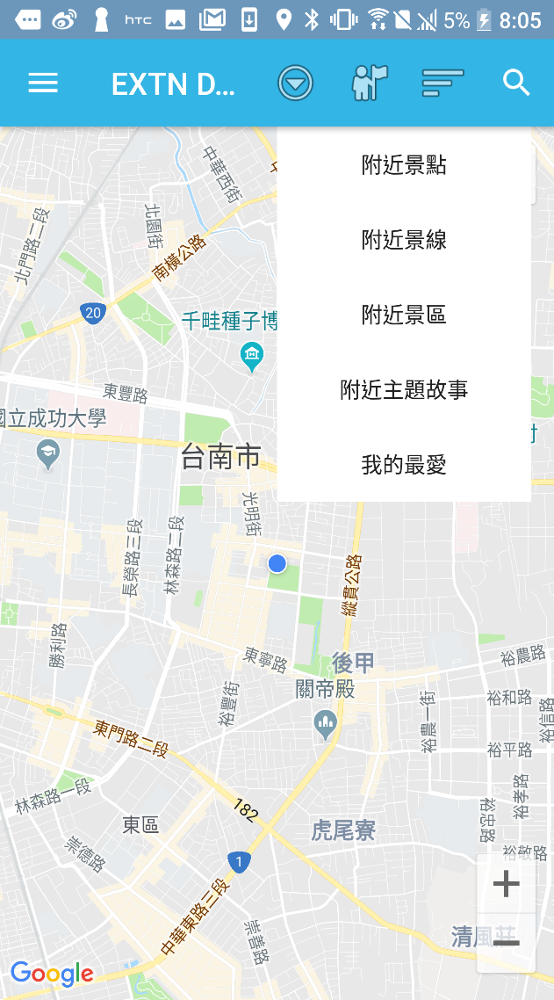 hTC 5% 8:05
EXTN D...
附近景點
附近景線
附近景區
附近主題故事
我的最愛
中華西街
北門路二段
北園街
南橫公路
20
千畦種子博
東豐路
國立成功大學
台南市
光明街
長榮路三段
林森路二段
縱貫公路
勝利路
東寧路
後甲
裕農路
關帝殿
裕豐街
裕農一街
裕和路
裕信路
東門路二段
裕平路
林森路一段
裕孝路
182
裕忠路
東區
虎尾寮
崇德路
裕敬路
1
中華東路三段
崇善路
清風莊
+
−
Google